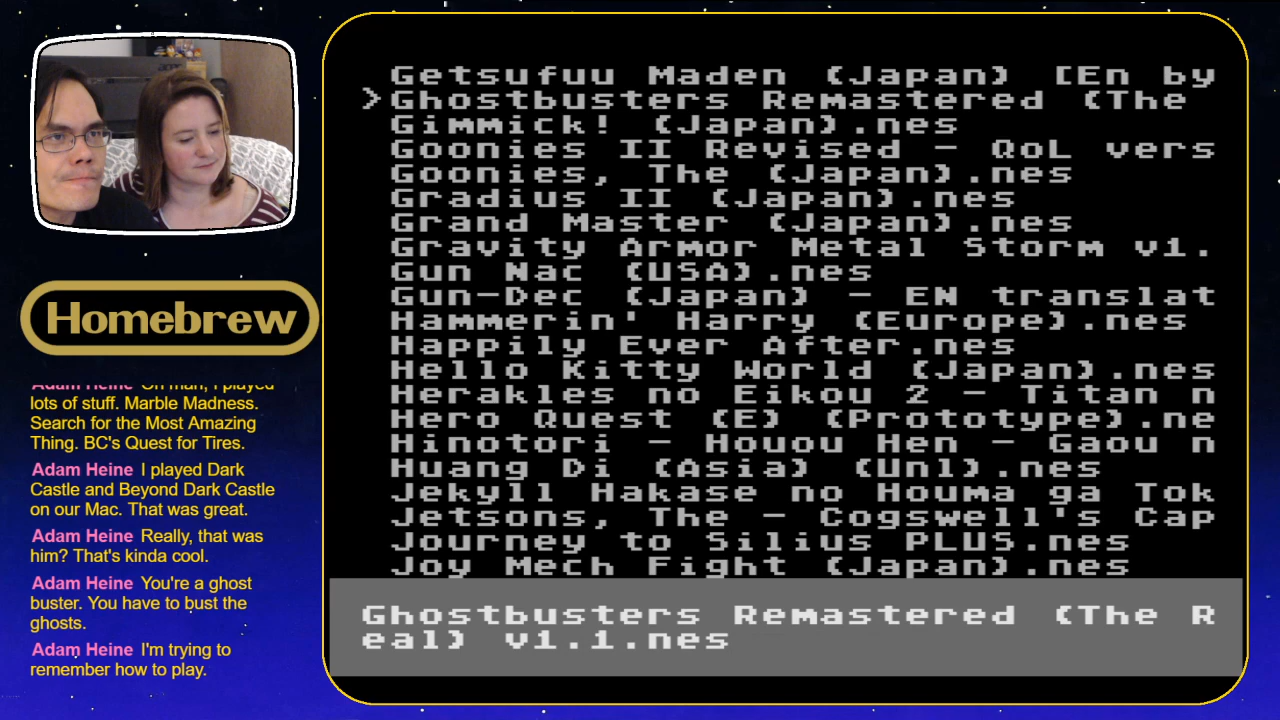 Homebrew
Adam Heine Oh man, I played
lots of stuff. Marble Madness.
Search for the Most Amazing
Thing. BC's Quest for Tires.
Adam Heine I played Dark
Castle and Beyond Dark Castle
on our Mac. That was great.
Adam Heine Really, that was
him? That's kinda cool.
Adam Heine You're a ghost
buster. You have to bust the
ghosts.
Adam Heine I'm trying to
remember how to play.
Getsufuu Maden (Japan) [En by
>Ghostbusters Remastered (The
Gimmick! (Japan).nes
Goonies II Revised - QoL vers
Goonies, The (Japan).nes
Gradius II (Japan).nes
Grand Master (Japan).nes
Gravity Armor Metal Storm v1.
Gun Nac (USA).nes
Gun-Dec (Japan) - EN translat
Hammerin' Harry (Europe).nes
Happily Ever After.nes
Hello Kitty World (Japan).nes
Herakles no Eikou 2 - Titan n
Hero Quest (E) (Prototype).ne
Hinotori - Houou Hen - Gaou n
Huang Di (Asia) (Unl).nes
Jekyll Hakase no Houma ga Tok
Jetsons, The - Cogswell's Cap
Journey to Silius PLUS.nes
Joy Mech Fight (Japan).nes
Ghostbusters Remastered (The R
eal) v1.1.nes